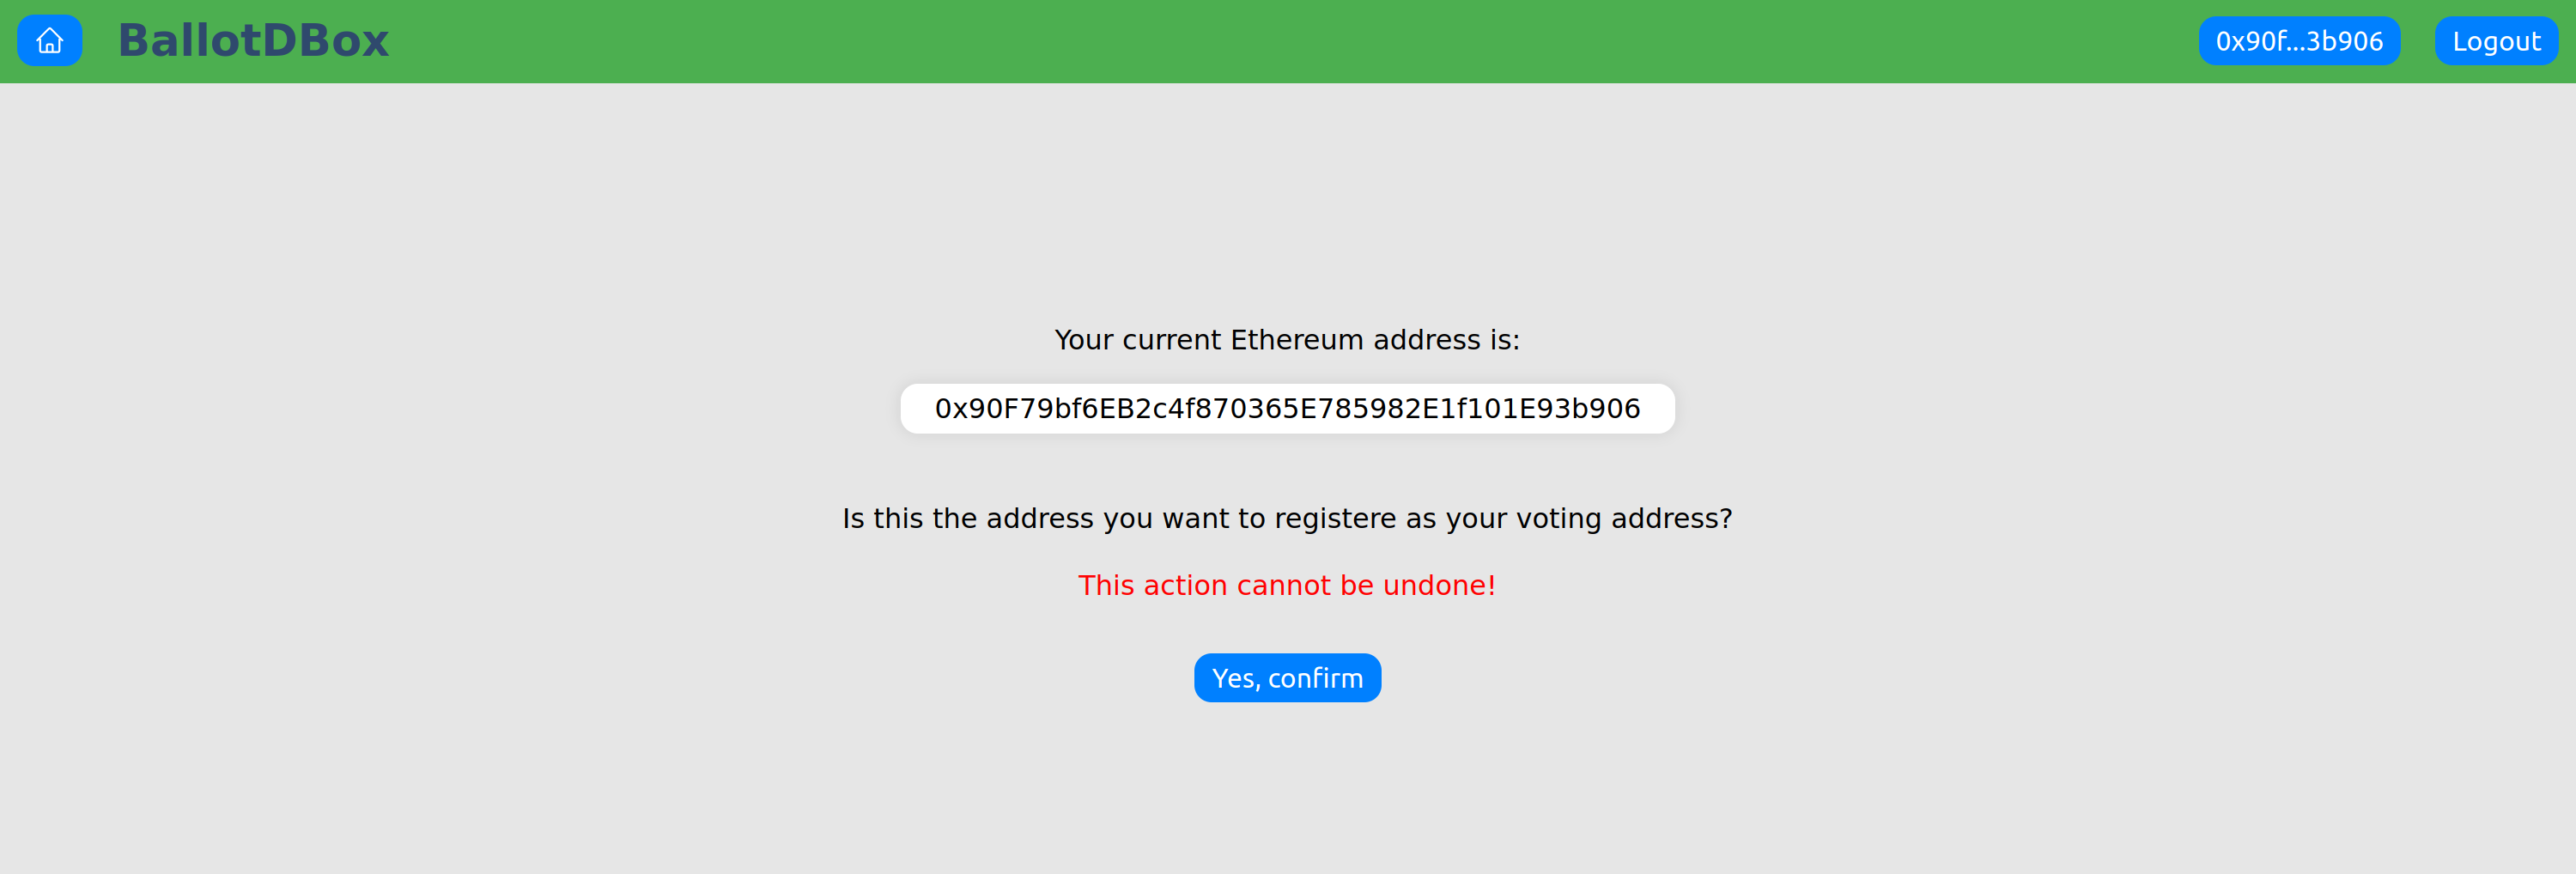 BallotDBox
0x90f...3b906
Logout
Your current Ethereum address is:
0x90F79bf6EB2c4f870365E785982E1f101E93b906
Is this the address you want to registere as your voting address?
This action cannot be undone!
Yes, confirm